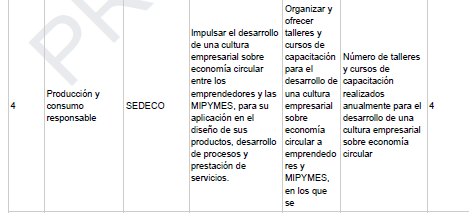 4
Producción y
consumo
responsable
SEDECO
Impulsar el desarrollo
de una cultura
empresarial sobre
economía circular
entre los
emprendedores y las
MIPYMES, para su
aplicación en el
diseño de sus
productos, desarrollo
de procesos y
prestación de
servicios.
Organizar y
ofrecer
talleres y
cursos de
capacitación
para el
desarrollo de
una cultura
empresarial
sobre
economía
circular a
emprendedo
res y
MIPYMES,
en los que
se
Número de talleres
y cursos de
capacitación
realizados
anualmente para el
desarrollo de una
cultura empresarial
sobre economía
circular
4